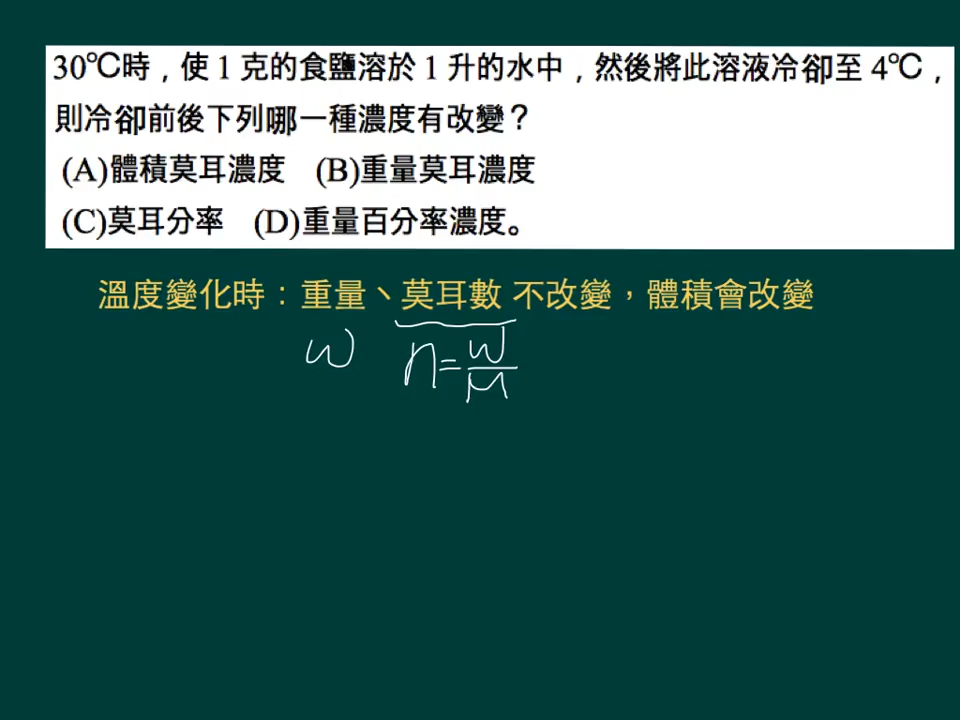 30℃時，使 1 克的食鹽溶於 1 升的水中，然後將此溶液冷卻至 4℃，
則冷卻前後下列哪一種濃度有改變？
(A)體積莫耳濃度 (B)重量莫耳濃度
(C)莫耳分率 (D)重量百分率濃度。
溫度變化時：重量、莫耳數 不改變，體積會改變
W n=W/M